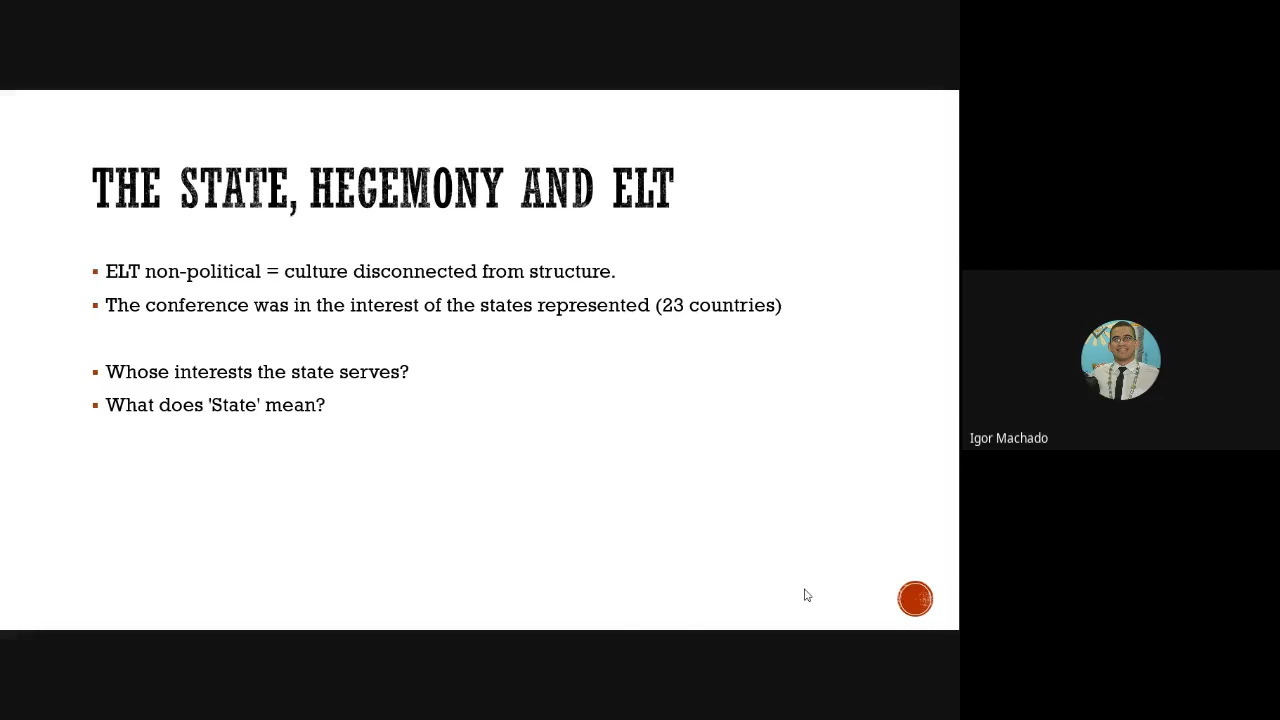 THE STATE, HEGEMONY AND ELT
▪ ELT non-political = culture disconnected from structure.
▪ The conference was in the interest of the states represented (23 countries)
▪ Whose interests the state serves?
▪ What does 'State' mean?
Igor Machado